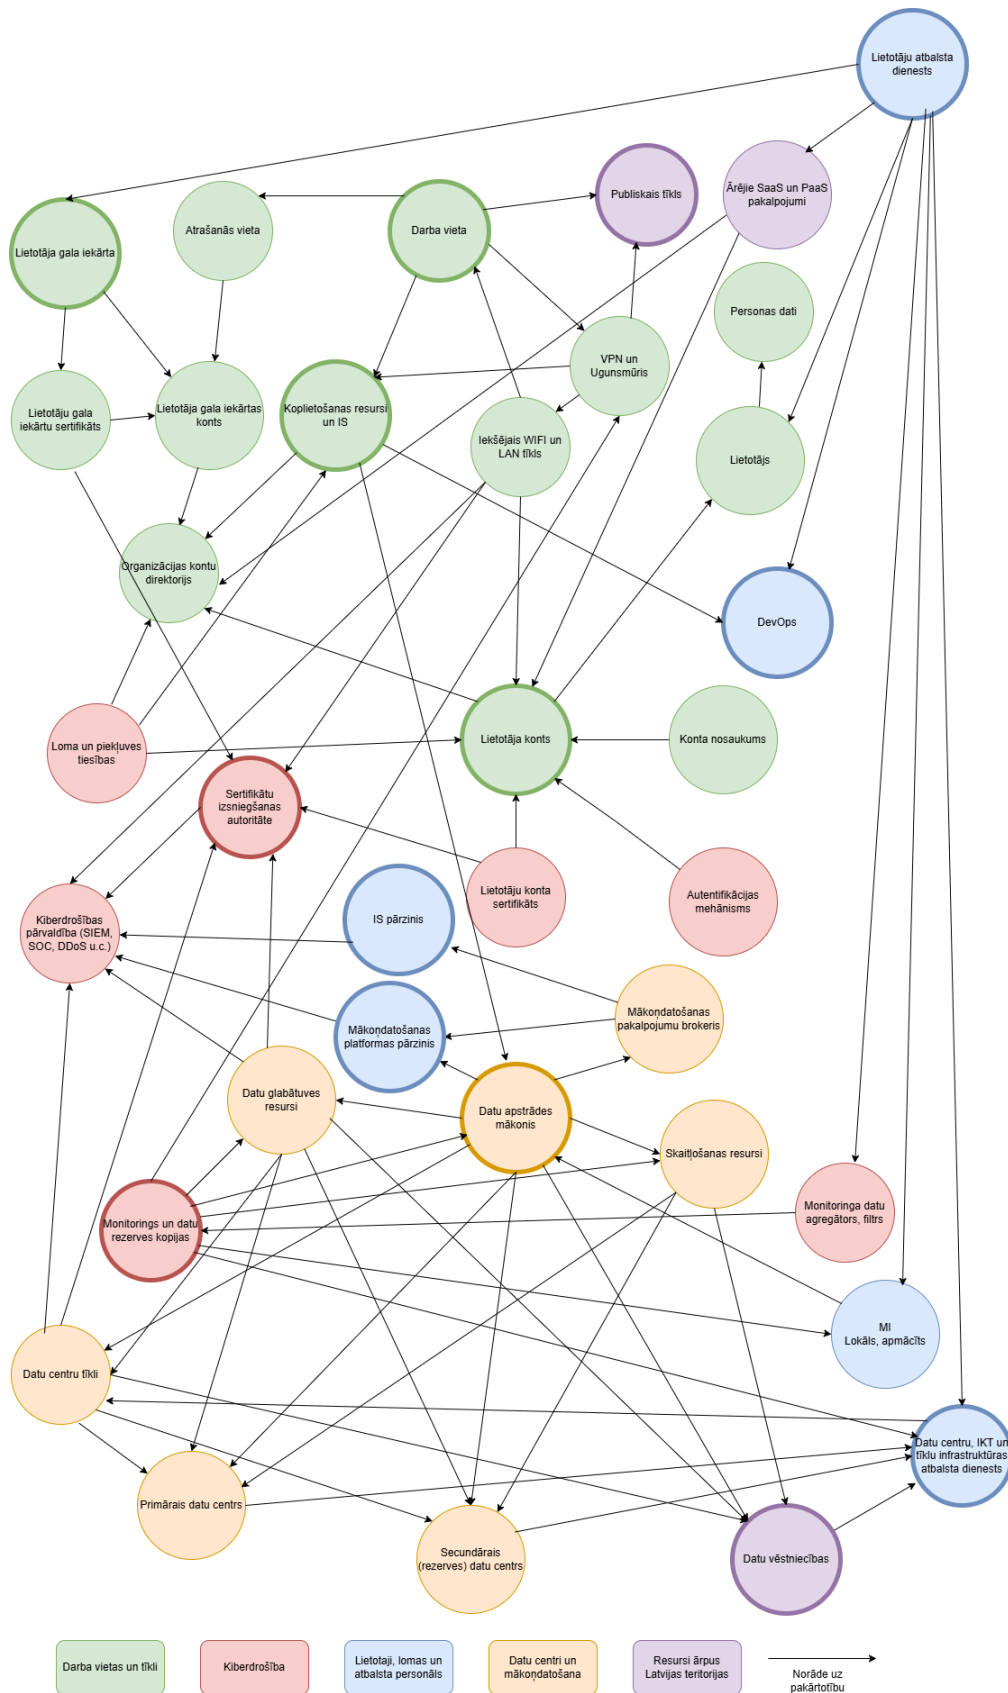 Lietotāju atbalsta
dienests
Publiskais tīkls
Ārējie SaaS un PaaS
pakalpojumi
Atrašanās vieta
Darba vieta
Lietotāja gala iekārta
Personas dati
VPN un
Ugunsmūris
Lietotāju gala
iekārtu sertifikāts
Lietotāja gala iekārtas
konts
Koplietošanas resursi
un IS
Iekšējais WIFI un
LAN tīkls
Lietotājs
Organizācijas kontu
direktorijs
DevOps
Loma un piekļuves
tiesības
Lietotāja konts
Konta nosaukums
Sertifikātu
izsniegšanas
autoritāte
Lietotāju konta
sertifikāts
Autentifikācijas
mehānisms
Kiberdrošības
pārvaldība (SIEM,
SOC, DDoS u.c.)
IS pārzinis
Mākoņdatošanas
pakalpojumu brokeris
Mākoņdatošanas
platformas pārzinis
Datu glabātuves
resursi
Datu apstrādes
mākonis
Skaitļošanas resursi
Monitorings un datu
rezerves kopijas
Monitoringa datu
agregātors, filtrs
MI
Lokāls, apmācīts
Datu centru tīkli
Datu centru, IKT un
tīklu infrastruktūras
atbalsta dienests
Primārais datu centrs
Secundārais
(rezerves) datu centrs
Datu vēstniecības
Darba vietas un tīkli
Kiberdrošība
Lietotaji, lomas un
atbalsta personāls
Datu centri un
mākoņdatošana
Resursi ārpus
Latvijas teritorijas
Norāde uz
pakārtotību